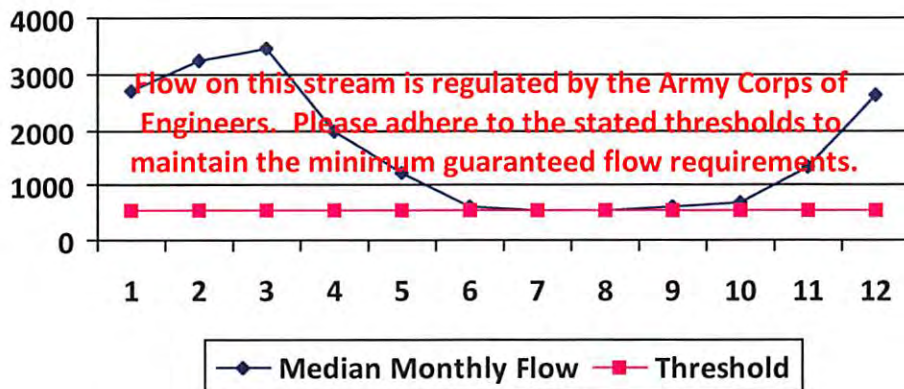 4000
3000
2000
1000
0
Flow on this stream is regulated by the Army Corps of
Engineers. Please adhere to the stated thresholds to
maintain the minimum guaranteed flow requirements.
1 2 3 4 5 6 7 8 9 10 11 12
Median Monthly Flow Threshold